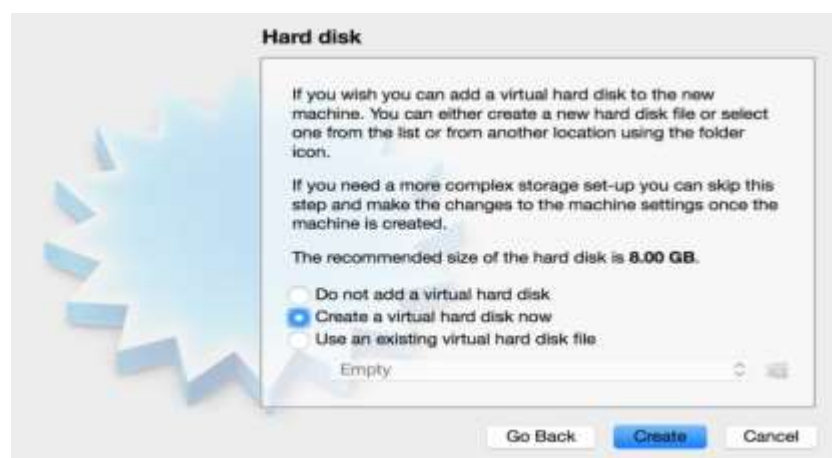 Hard disk
If you wish you can add a virtual hard disk to the new
machine. You can either create a new hard disk file or select
one from the list or from another location using the folder
icon.
If you need a more complex storage set-up you can skip this
step and make the changes to the machine settings once the
machine is created.
The recommended size of the hard disk is 8.00 GB.
Do not add a virtual hard disk
Create a virtual hard disk now
Use an existing virtual hard disk file
Empty
Go Back Create Cancel